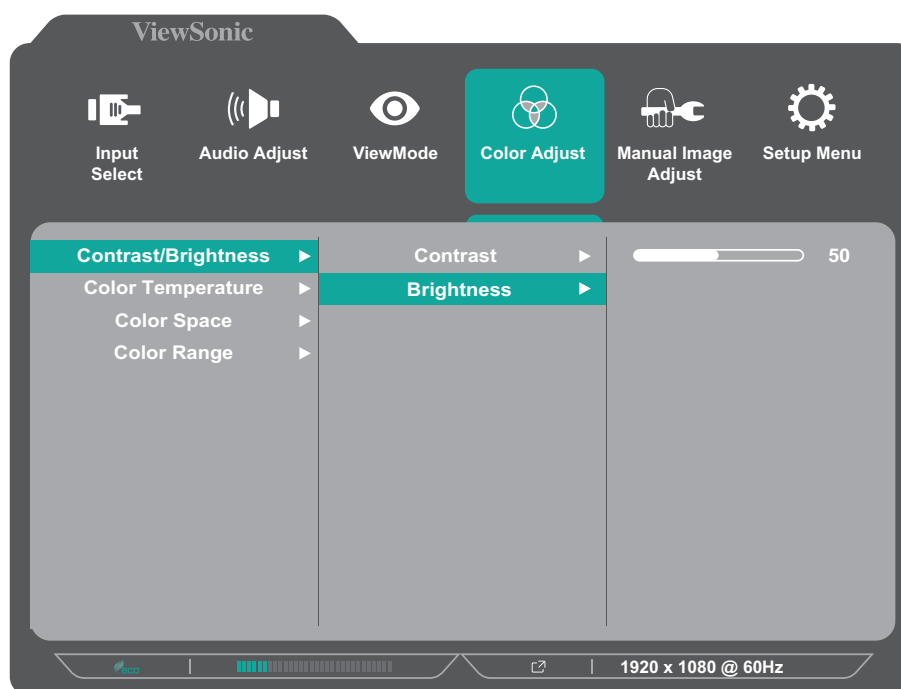 ViewSonic
Input
Select
Audio Adjust
ViewMode
Color Adjust
Manual Image
Adjust
Setup Menu
Contrast/Brightness
Contrast
50
Color Temperature
Brightness
Color Space
Color Range
eco
1920 x 1080 @ 60Hz